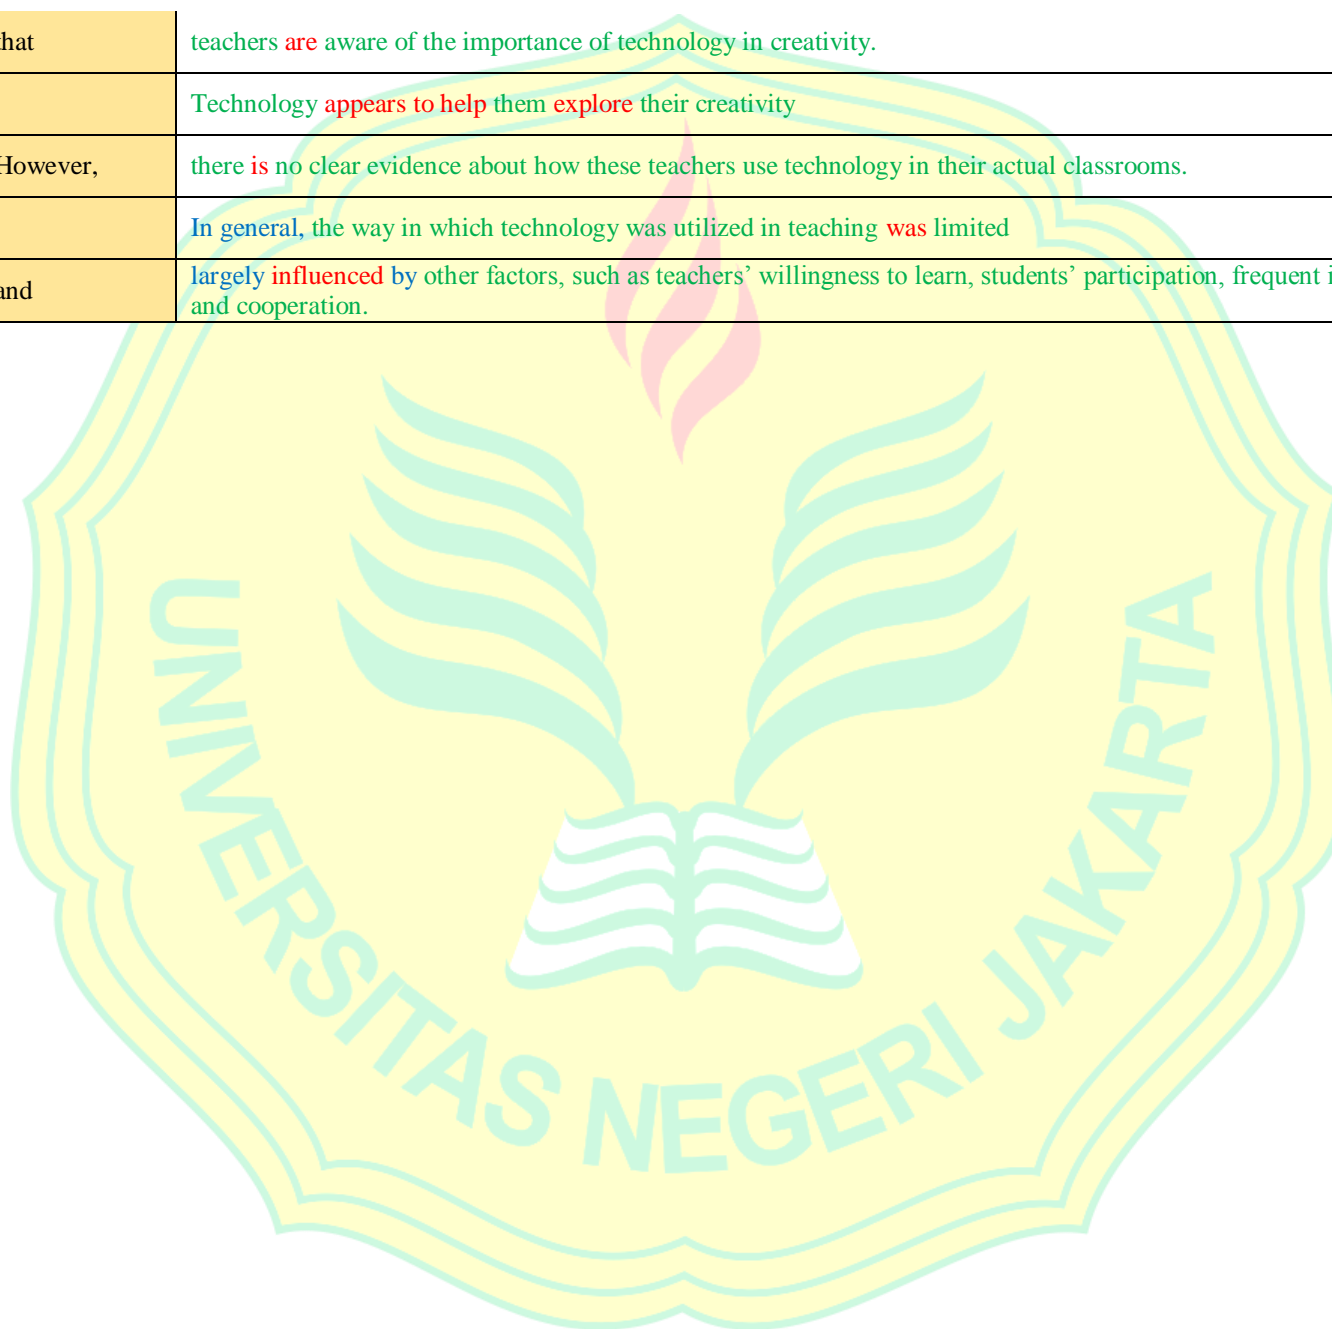 that teachers are aware of the importance of technology in creativity.
Technology appears to help them explore their creativity
However, there is no clear evidence about how these teachers use technology in their actual classrooms.
In general, the way in which technology was utilized in teaching was limited
and largely influenced by other factors, such as teachers’ willingness to learn, students’ participation, frequent
and cooperation.
UNIVERSITAS NEGERI JAKARTA